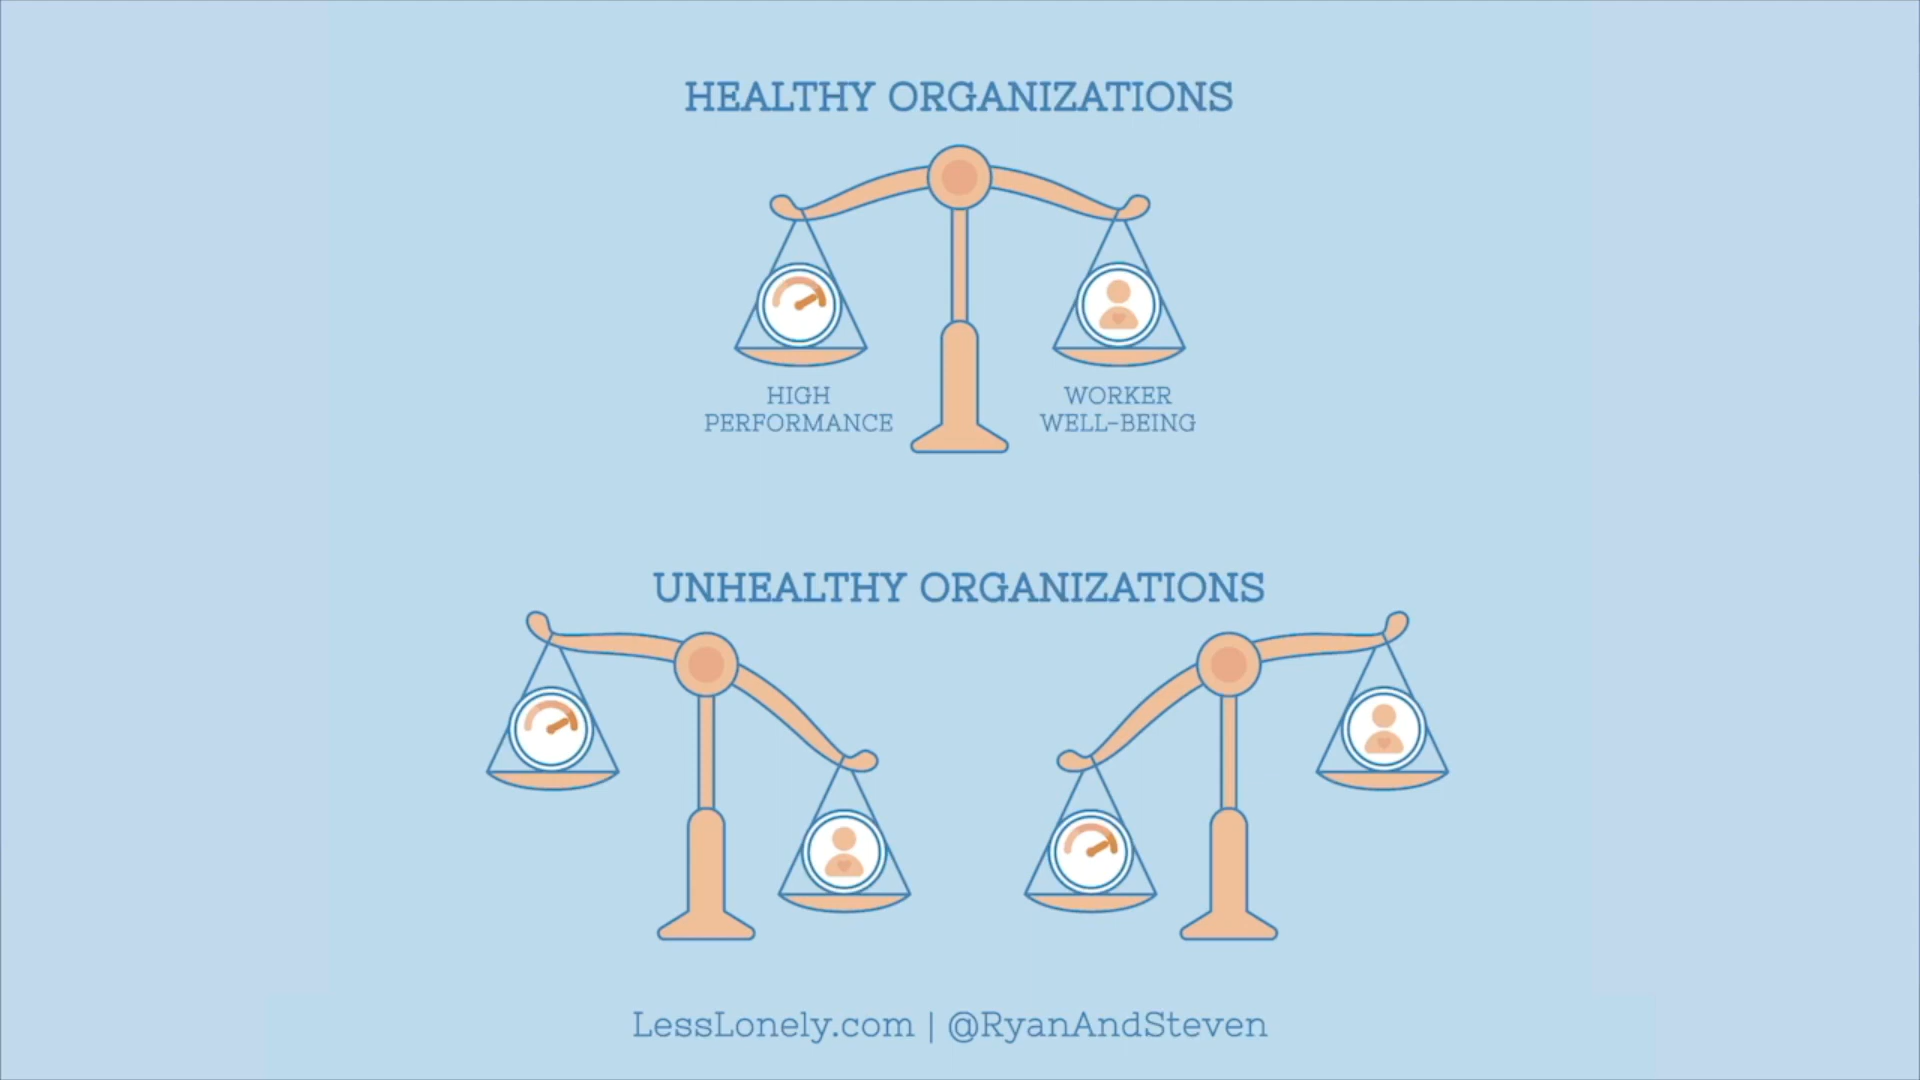 HEALTHY ORGANIZATIONS
HIGH
PERFORMANCE
WORKER
WELL-BEING
UNHEALTHY ORGANIZATIONS
LessLonely.com | @RyanAndSteven